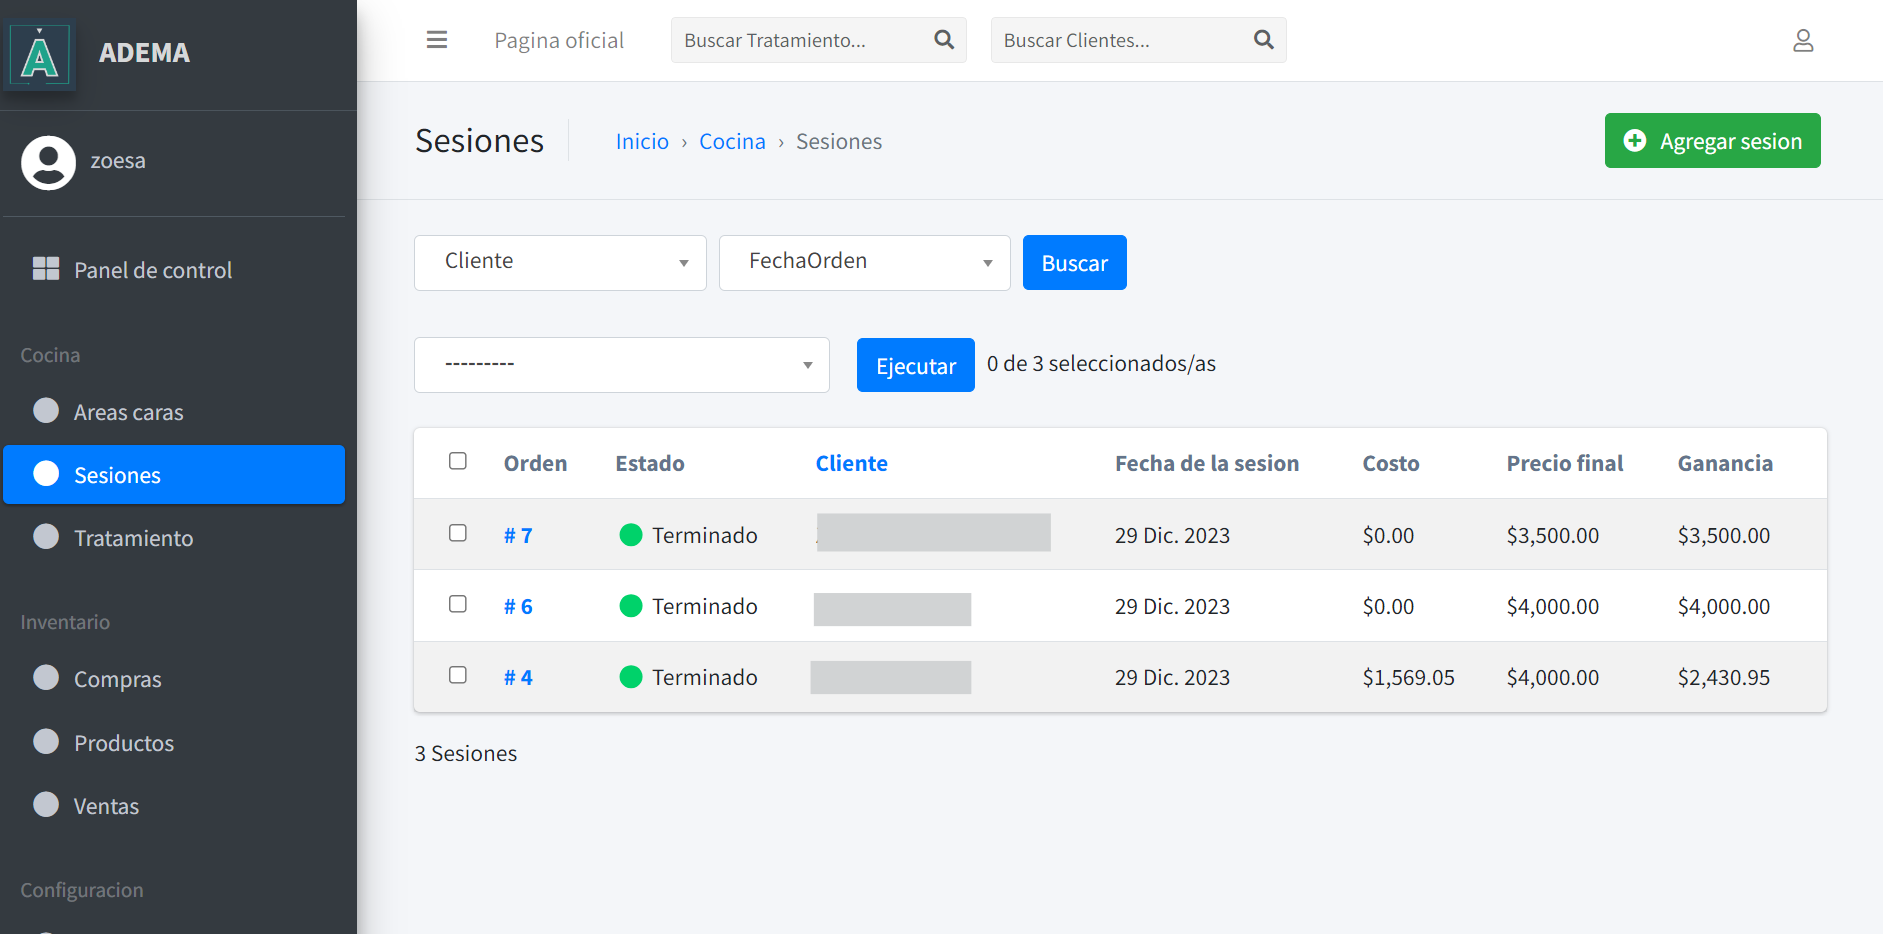 ADEMA
Pagina oficial
Buscar Tratamiento...
Buscar Clientes...
zoesa
Panel de control
Cocina
Areas caras
Sesiones
Tratamiento
Inventario
Compras
Productos
Ventas
Configuracion
Sesiones
Inicio › Cocina › Sesiones
Agregar sesion
Cliente
FechaOrden
Buscar
---------
Ejecutar
0 de 3 seleccionados/as
Orden Estado Cliente Fecha de la sesion Costo Precio final Ganancia
# 7 Terminado 29 Dic. 2023 $0.00 $3,500.00 $3,500.00
# 6 Terminado 29 Dic. 2023 $0.00 $4,000.00 $4,000.00
# 4 Terminado 29 Dic. 2023 $1,569.05 $4,000.00 $2,430.95
3 Sesiones